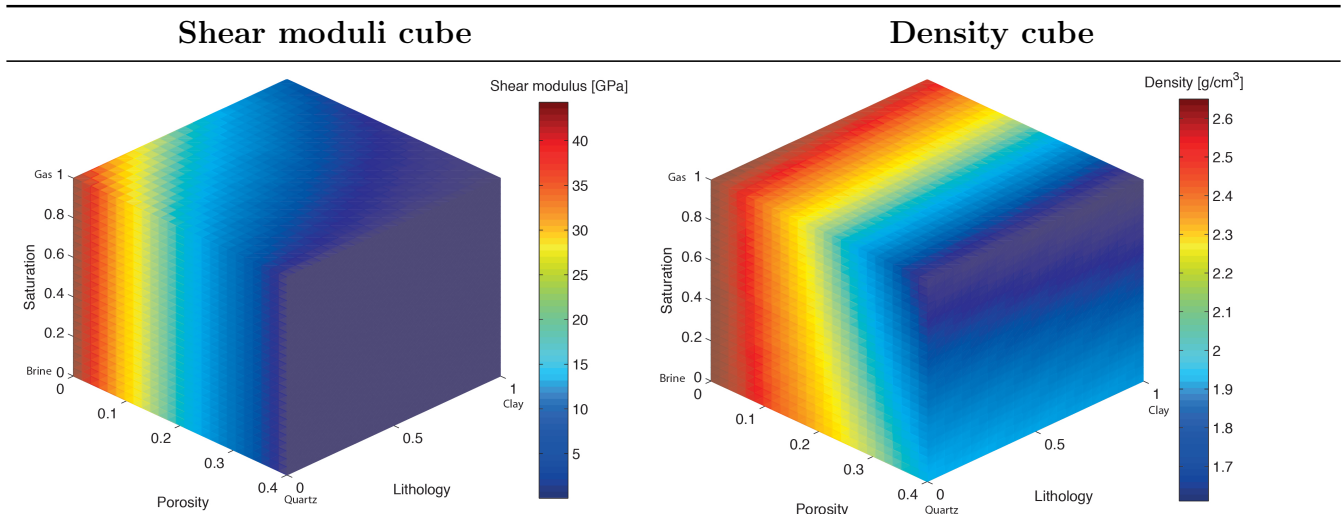 Shear moduli cube
Density cube
Shear modulus [GPa]
40
35
30
25
20
15
10
5
Gas
1
0.8
0.6
0.4
0.2
Brine
0
Saturation
0
0.1
0.2
0.3
0.4
Porosity
0
Quartz
0.5
1
Clay
Lithology
Density [g/cm³]
2.6
2.5
2.4
2.3
2.2
2.1
2
1.9
1.8
1.7
Gas
1
0.8
0.6
0.4
0.2
Brine
0
Saturation
0
0.1
0.2
0.3
0.4
Porosity
0
Quartz
0.5
1
Clay
Lithology